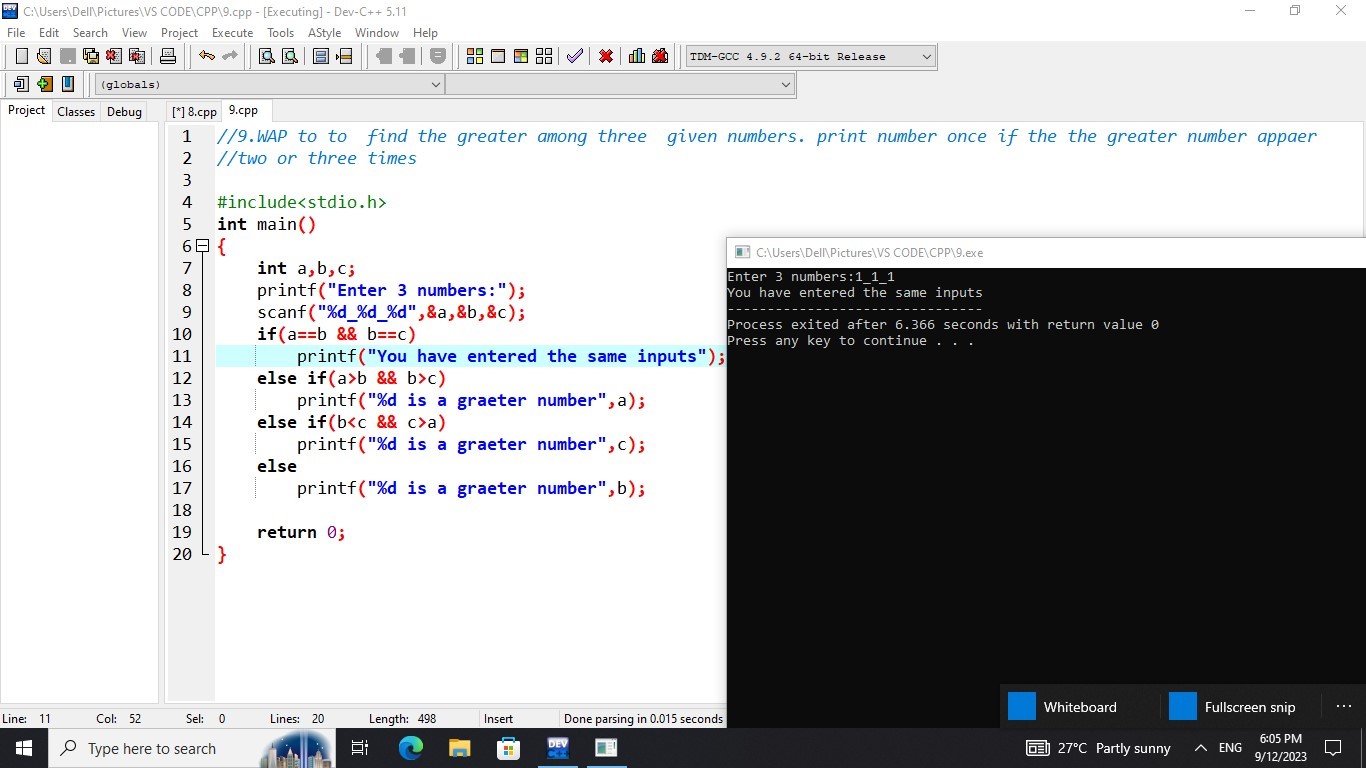 C:\Users\Dell\Pictures\VS CODE\CPP\9.cpp - [Executing] - Dev-C++ 5.11
File Edit Search View Project Execute Tools AStyle Window Help
TDM-GCC 4.9.2 64-bit Release
(globals)
Project Classes Debug [*] 8.cpp 9.cpp
1 //9.WAP to to  find the greater among three  given numbers. print number once if the the greater number appaer
2 //two or three times
3
4 #include<stdio.h>
5 int main()
6 {
7     int a,b,c;
8     printf("Enter 3 numbers:");
9     scanf("%d_%d_%d",&a,&b,&c);
10     if(a==b && b==c)
11         printf("You have entered the same inputs");
12     else if(a>b && b>c)
13         printf("%d is a graeter number",a);
14     else if(b<c && c>a)
15         printf("%d is a graeter number",c);
16     else
17         printf("%d is a graeter number",b);
18
19     return 0;
20 }
C:\Users\Dell\Pictures\VS CODE\CPP\9.exe
Enter 3 numbers:1_1_1
You have entered the same inputs
--------------------------------
Process exited after 6.366 seconds with return value 0
Press any key to continue . . .
Whiteboard Fullscreen snip ...
Line: 11 Col: 52 Sel: 0 Lines: 20 Length: 498 Insert Done parsing in 0.015 seconds
Type here to search DEV 27°C Partly sunny ENG 6:05 PM
9/12/2023